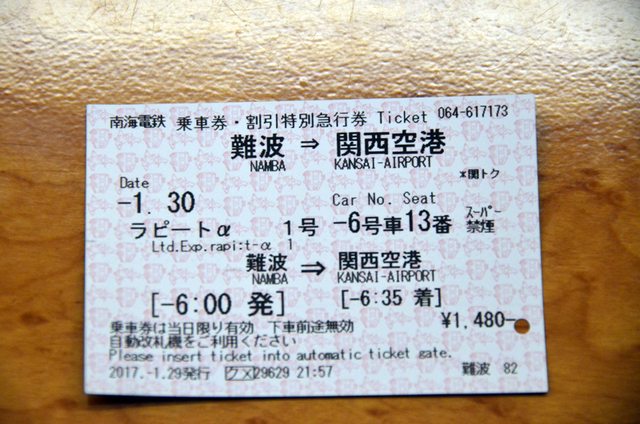 南海電鉄 乗車券・割引特別急行券 Ticket 064-617173
難波 ⇒ 関西空港
NAMBA KANSAI-AIRPORT
*関トク
Date Car No. Seat
-1. 30
ラピートα 1号 -6号車13番 スーパー禁煙
Ltd.Exp.rapi:t-α 1
難波 ⇒ 関西空港
NAMBA KANSAI-AIRPORT
[-6:00 発] [-6:35 着]
¥1,480-
乗車券は当日限り有効 下車前途無効
自動改札機をご利用ください
Please insert ticket into automatic ticket gate.
2017.-1.29発行 29629 21:57 難波 82